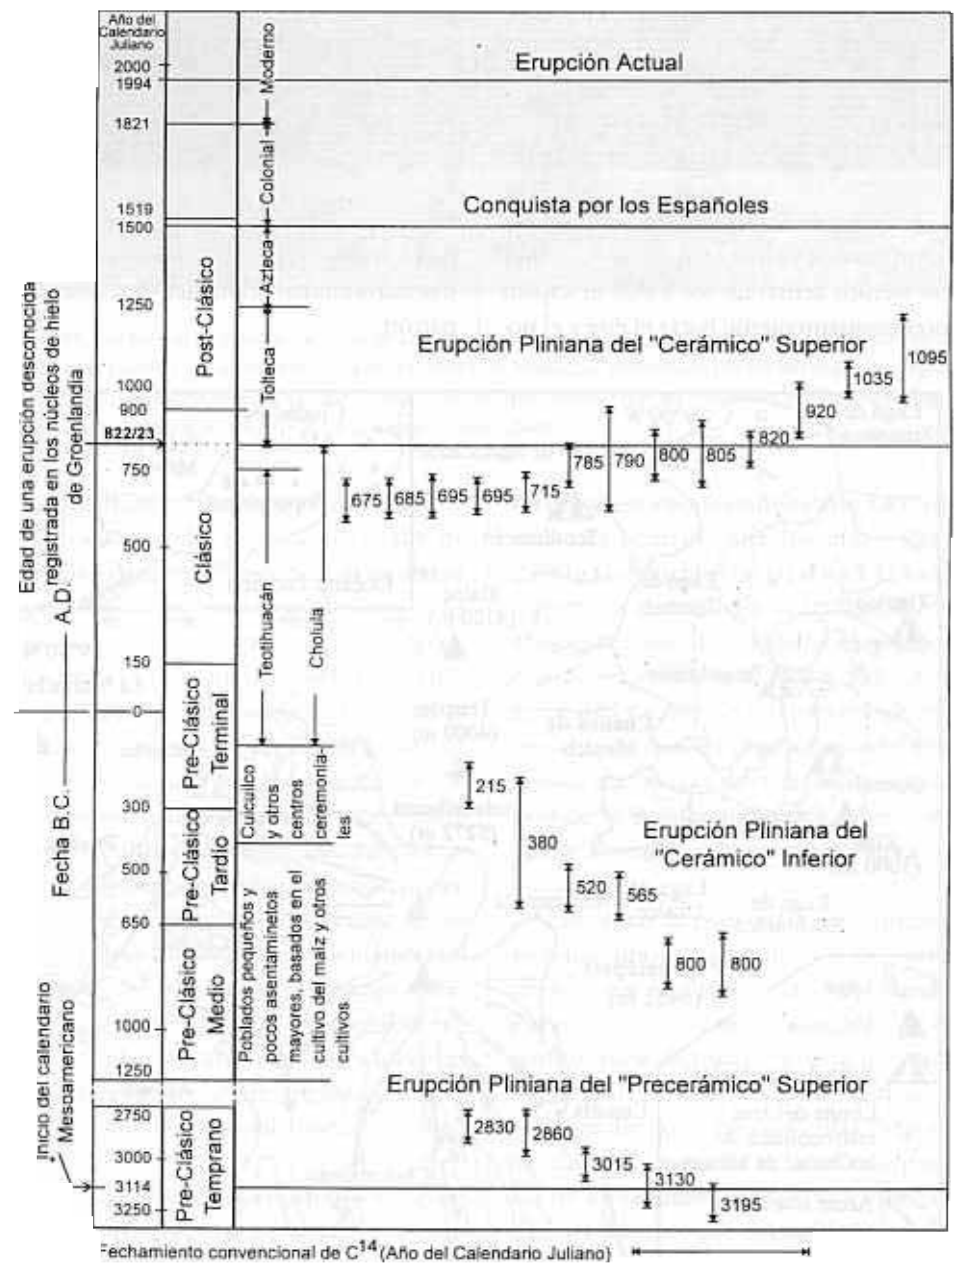 Año del
Calendario
Juliano
2000
1994
1821
1519
1500
1250
1000
900
822/23
750
500
150
0
300
500
650
1000
1250
2750
3000
3114
3250
Edad de una erupción desconocida
registrada en los núcleos de hielo
de Groenlandia.
A.D.
Fecha B.C.
Inicio del calendario
Mesoamericano
Post-Clásico
Clásico
Pre-Clásico
Terminal
Pre-Clásico
Tardio
Pre-Clásico
Medio
Pre-Clásico
Temprano
Moderno
Colonial
Azteca
Tolteca
Teotihuacán
Cholula
Cuicuilco
y otros
centros
ceremonia-
les
Poblados pequeños y
pocos asentaminetos
mayores, basados en el
cultivo del maíz y otros
cultivos
Erupción Actual
Conquista por los Españoles
Erupción Pliniana del "Cerámico" Superior
675
685
695
695
715
785
790
800
805
820
920
1035
1095
215
380
520
565
800
800
Erupción Pliniana del
"Cerámico" Inferior
Erupción Pliniana del "Precerámico" Superior
2830
2860
3015
3130
3195
Fechamiento convencional de C14 (Año del Calendario Juliano)